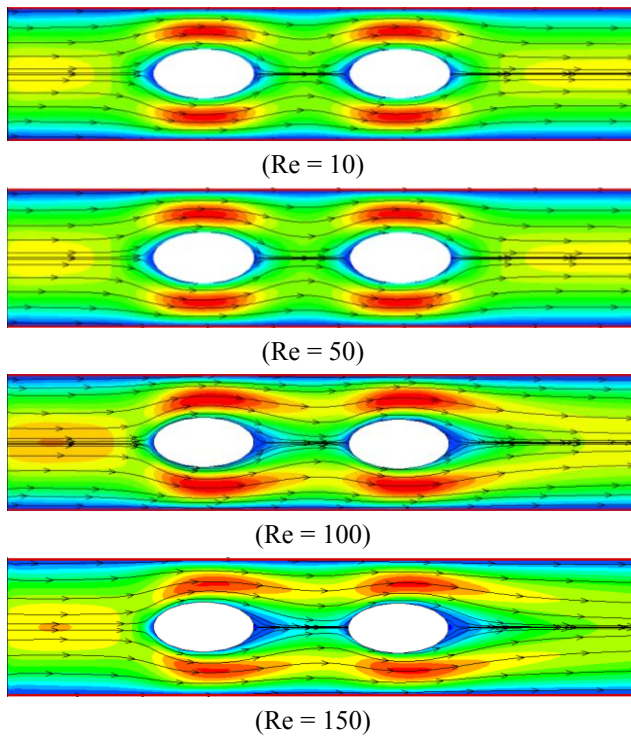 (Re = 10)
(Re = 50)
(Re = 100)
(Re = 150)